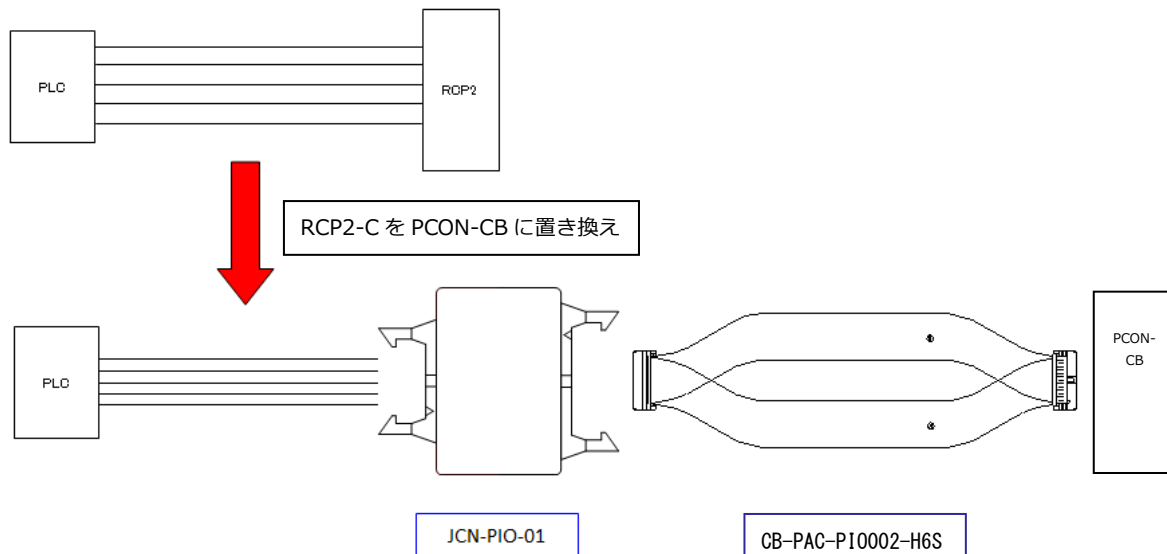 PLC
RCP2
RCP2-C を PCON-CB に置き換え
PLC
PCON-
CB
JCN-PIO-01
CB-PAC-PIO002-H6S